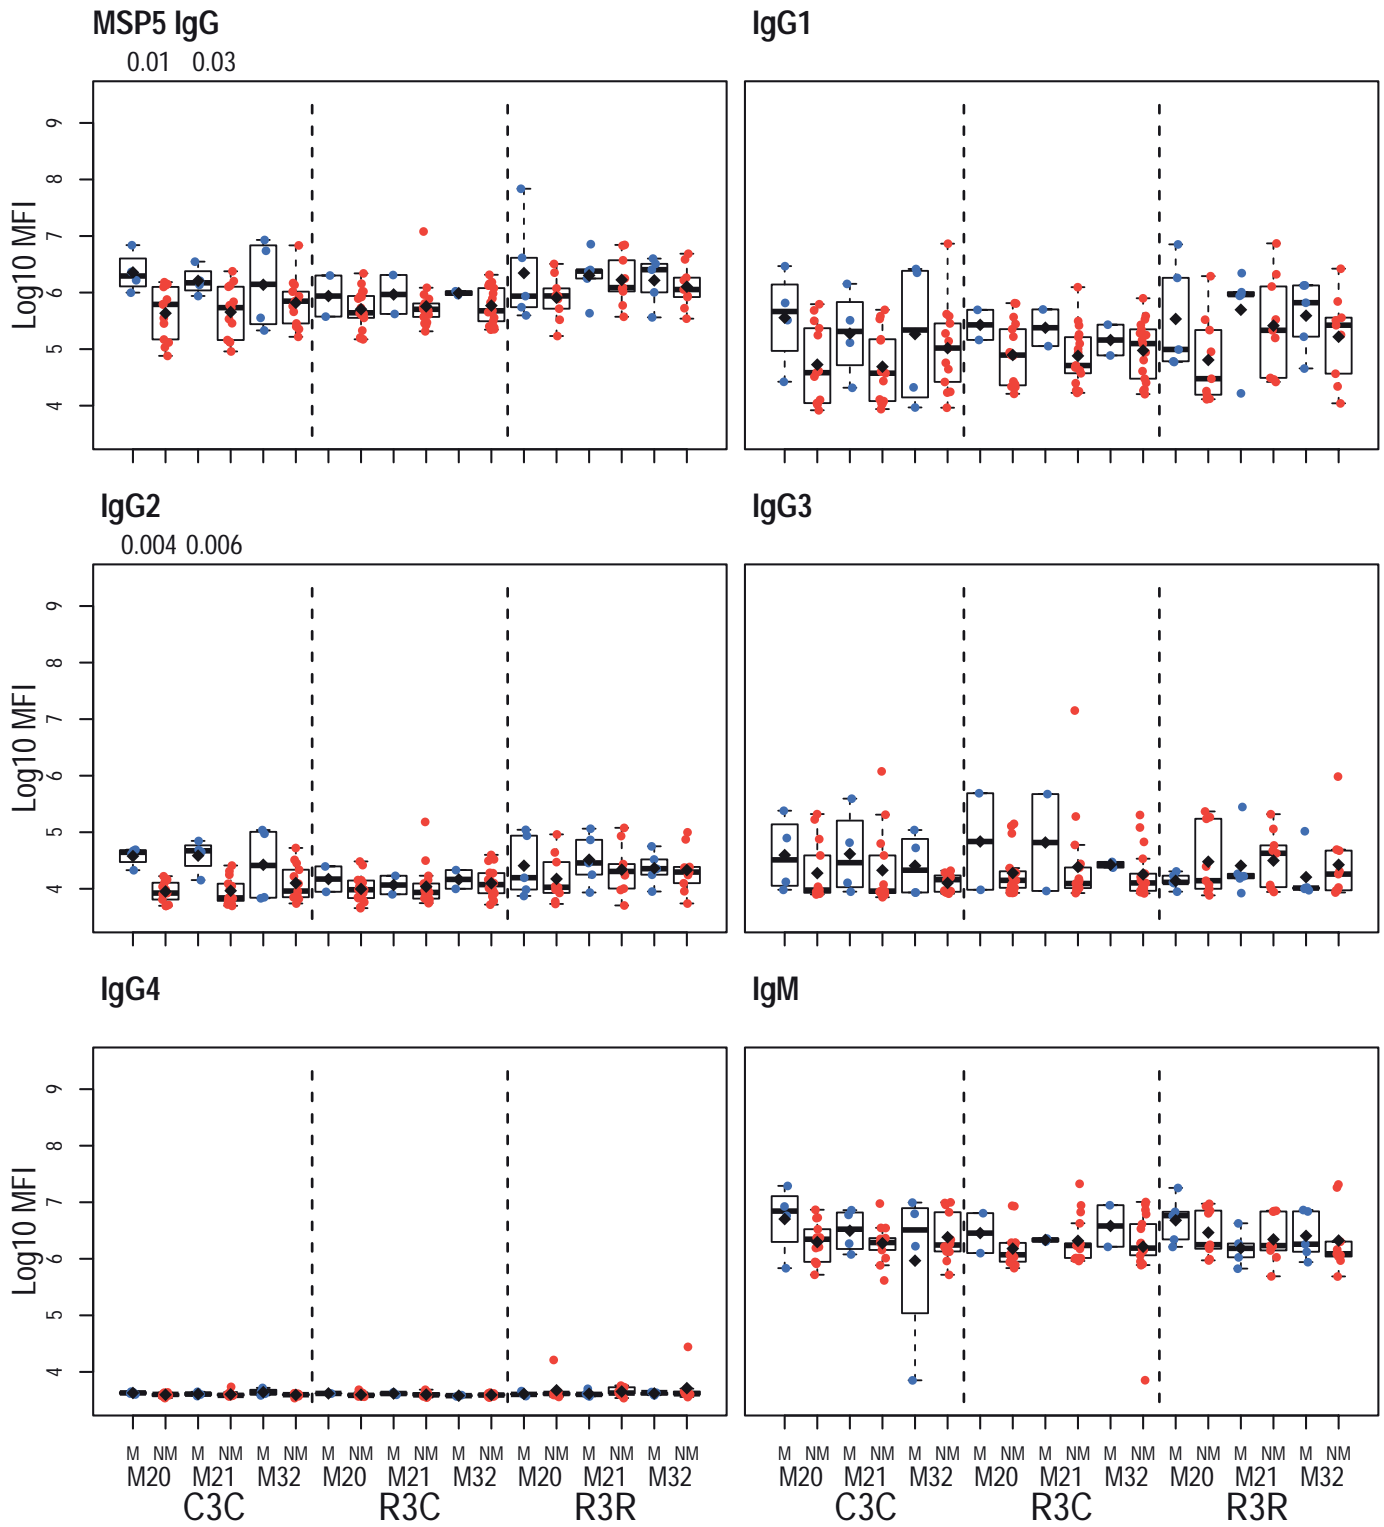 MSP5 IgG IgG1
0.01 0.03
Log10 MFI
9
8
7
6
5
4
IgG2 IgG3
0.004 0.006
Log10 MFI
9
8
7
6
5
4
IgG4 IgM
Log10 MFI
9
8
7
6
5
4
M NM M NM M NM M NM M NM M NM M NM M NM M NM M NM M NM M NM M NM M NM M NM M NM M NM M NM
M20 M21 M32 M20 M21 M32 M20 M21 M32 M20 M21 M32 M20 M21 M32 M20 M21 M32
C3C R3C R3R C3C R3C R3R